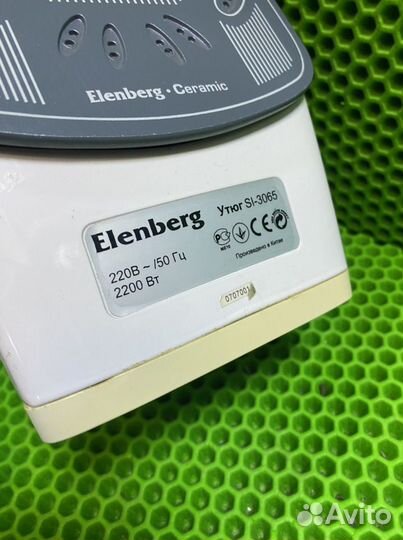 Elenberg • Ceramic
Elenberg
Утюг SI-3065
220В ~ /50 Гц
2200 Вт
Произведено в Китае
0707001
Avito